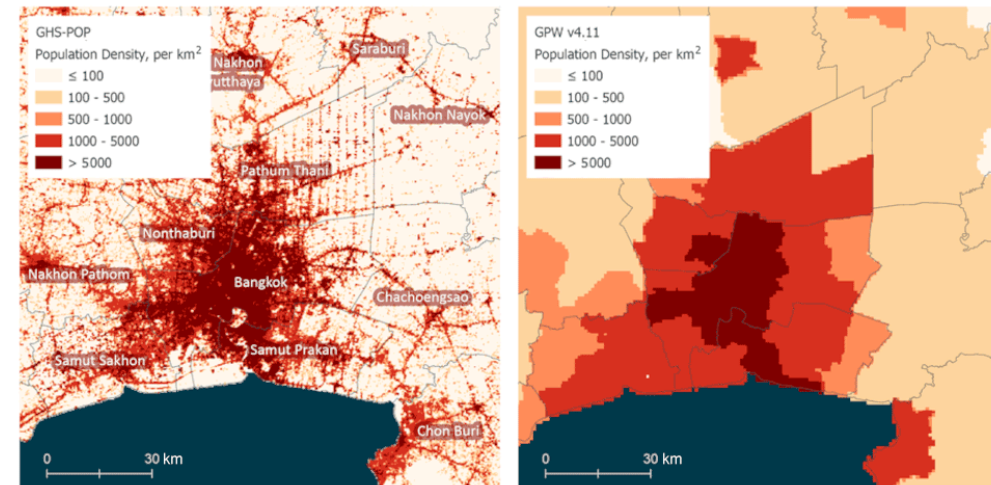 GHS-POP
Population Density, per km²
≤ 100
100 - 500
500 - 1000
1000 - 5000
> 5000
Nakhon
yutthaya
Saraburi
Nakhon Nayok
Pathum Thani
Nonthaburi
Nakhon Pathom
Bangkok
Chachoengsao
Samut Prakan
Samut Sakhon
Chon Buri
0 30 km
GPW v4.11
Population Density, per km²
≤ 100
100 - 500
500 - 1000
1000 - 5000
> 5000
0 30 km